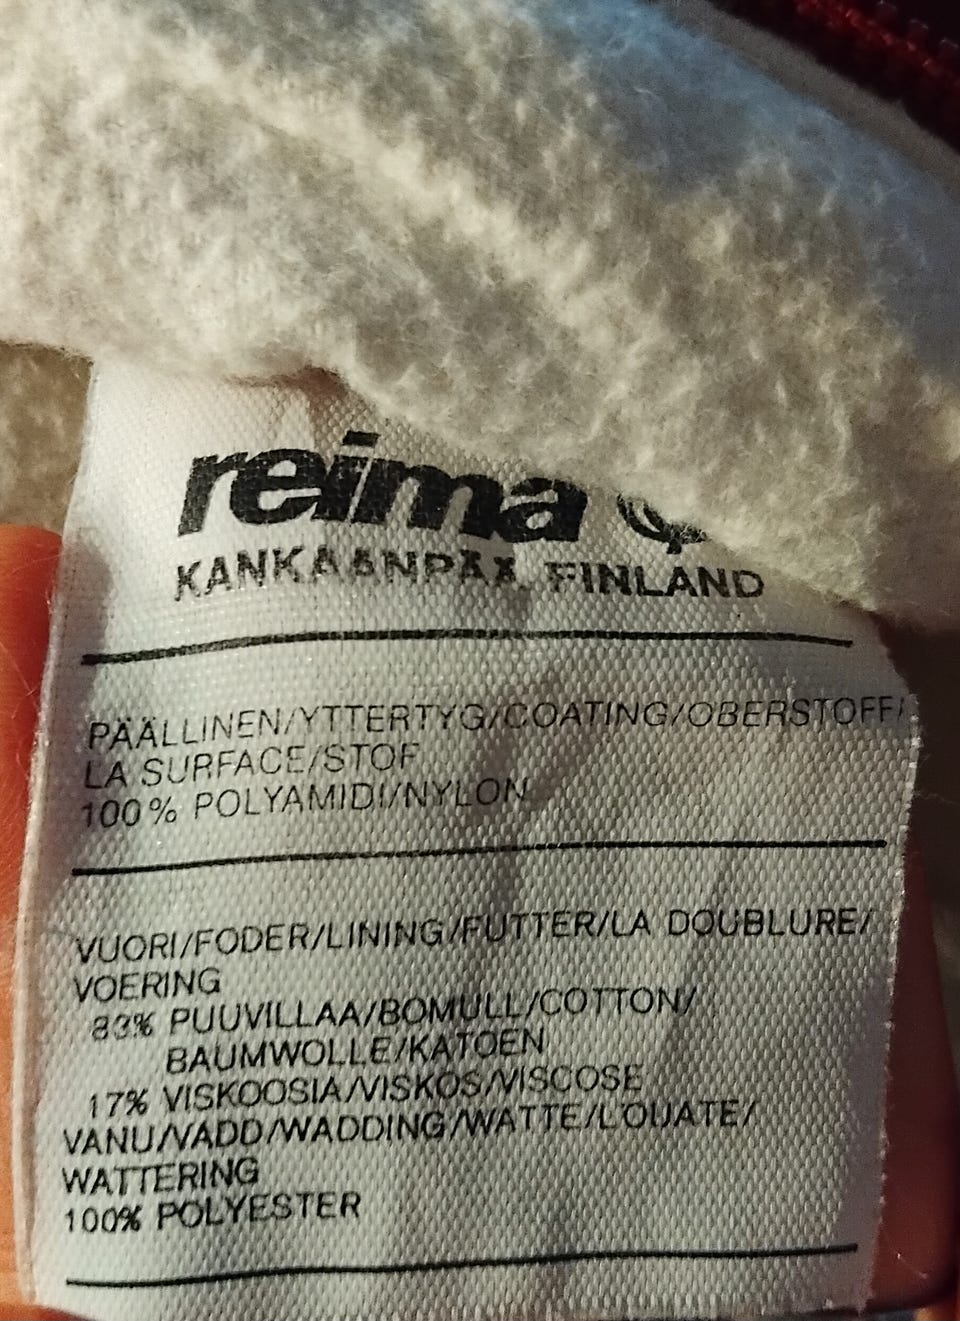 reima
KANKAANPÄÄ, FINLAND
PÄÄLLINEN/YTTERTYG/COATING/OBERSTOFF/
LA SURFACE/STOF
100% POLYAMIDI/NYLON
VUORI/FODER/LINING/FUTTER/LA DOUBLURE/
VOERING
83% PUUVILLAA/BOMULL/COTTON/
BAUMWOLLE/KATOEN
17% VISKOOSIA/VISKOS/VISCOSE
VANU/VADD/WADDING/WATTE/L'OUATE/
WATTERING
100% POLYESTER